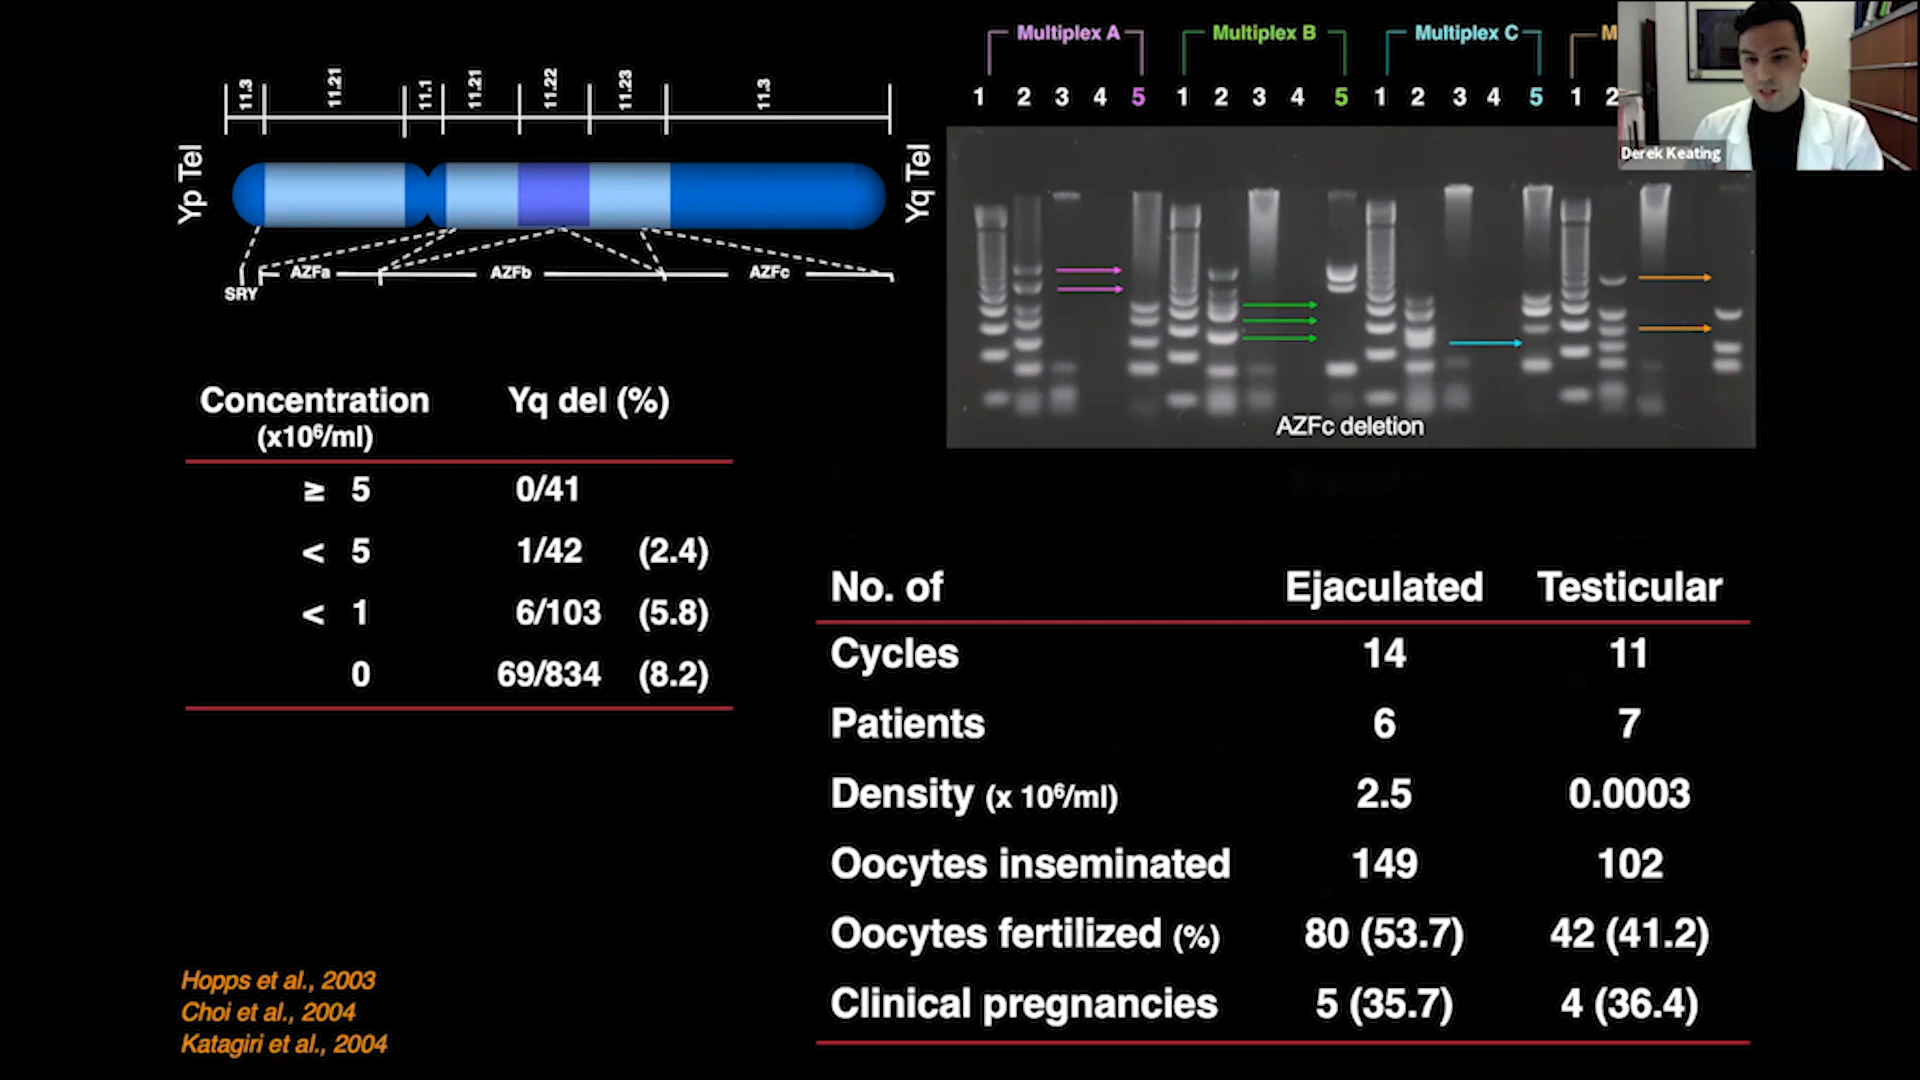 11.3 11.21 11.1 11.21 11.22 11.23 11.3
Yp Tel
Yq Tel
SRY AZFa AZFb AZFc
Multiplex A Multiplex B Multiplex C M
1 2 3 4 5 1 2 3 4 5 1 2 3 4 5 1 2
Derek Keating
AZFc deletion
Concentration Yq del (%)
(x10⁶/ml)
≥ 5 0/41
< 5 1/42 (2.4)
< 1 6/103 (5.8)
0 69/834 (8.2)
No. of Ejaculated Testicular
Cycles 14 11
Patients 6 7
Density (x 10⁶/ml) 2.5 0.0003
Oocytes inseminated 149 102
Oocytes fertilized (%) 80 (53.7) 42 (41.2)
Clinical pregnancies 5 (35.7) 4 (36.4)
Hopps et al., 2003
Choi et al., 2004
Katagiri et al., 2004